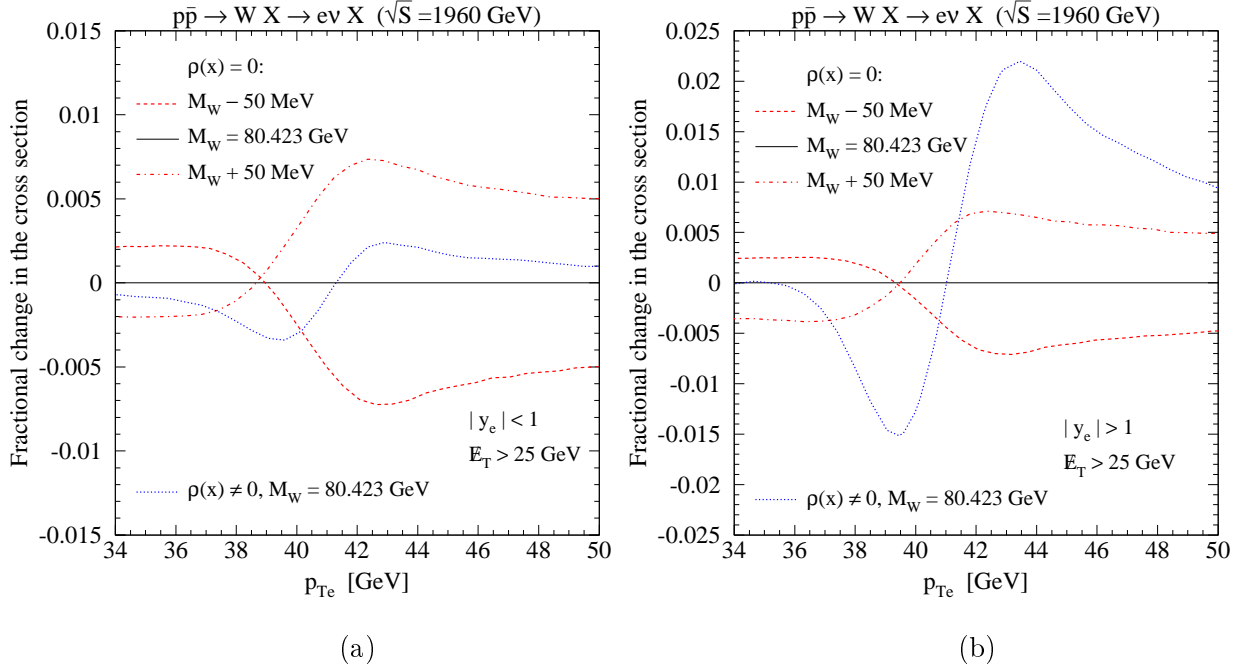 pp̄ → W X → eν X (√S =1960 GeV)
Fractional change in the cross section
0.015
0.01
0.005
0
-0.005
-0.01
-0.015
ρ(x) = 0:
M_W − 50 MeV
M_W = 80.423 GeV
M_W + 50 MeV
| y_e | < 1
E̸_T > 25 GeV
ρ(x) ≠ 0, M_W = 80.423 GeV
34 36 38 40 42 44 46 48 50
p_Te [GeV]
(a)
pp̄ → W X → eν X (√S =1960 GeV)
Fractional change in the cross section
0.025
0.02
0.015
0.01
0.005
0
-0.005
-0.01
-0.015
-0.02
-0.025
ρ(x) = 0:
M_W − 50 MeV
M_W = 80.423 GeV
M_W + 50 MeV
| y_e | > 1
E̸_T > 25 GeV
ρ(x) ≠ 0, M_W = 80.423 GeV
34 36 38 40 42 44 46 48 50
p_Te [GeV]
(b)